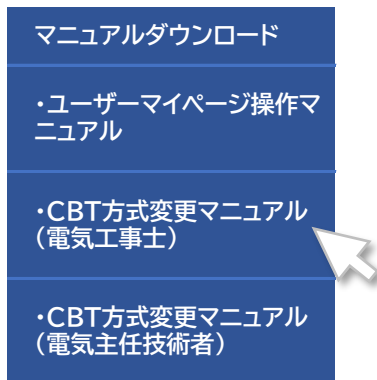 マニュアルダウンロード
・ユーザーマイページ操作マ
ニュアル
・CBT方式変更マニュアル
（電気工事士）
・CBT方式変更マニュアル
（電気主任技術者）